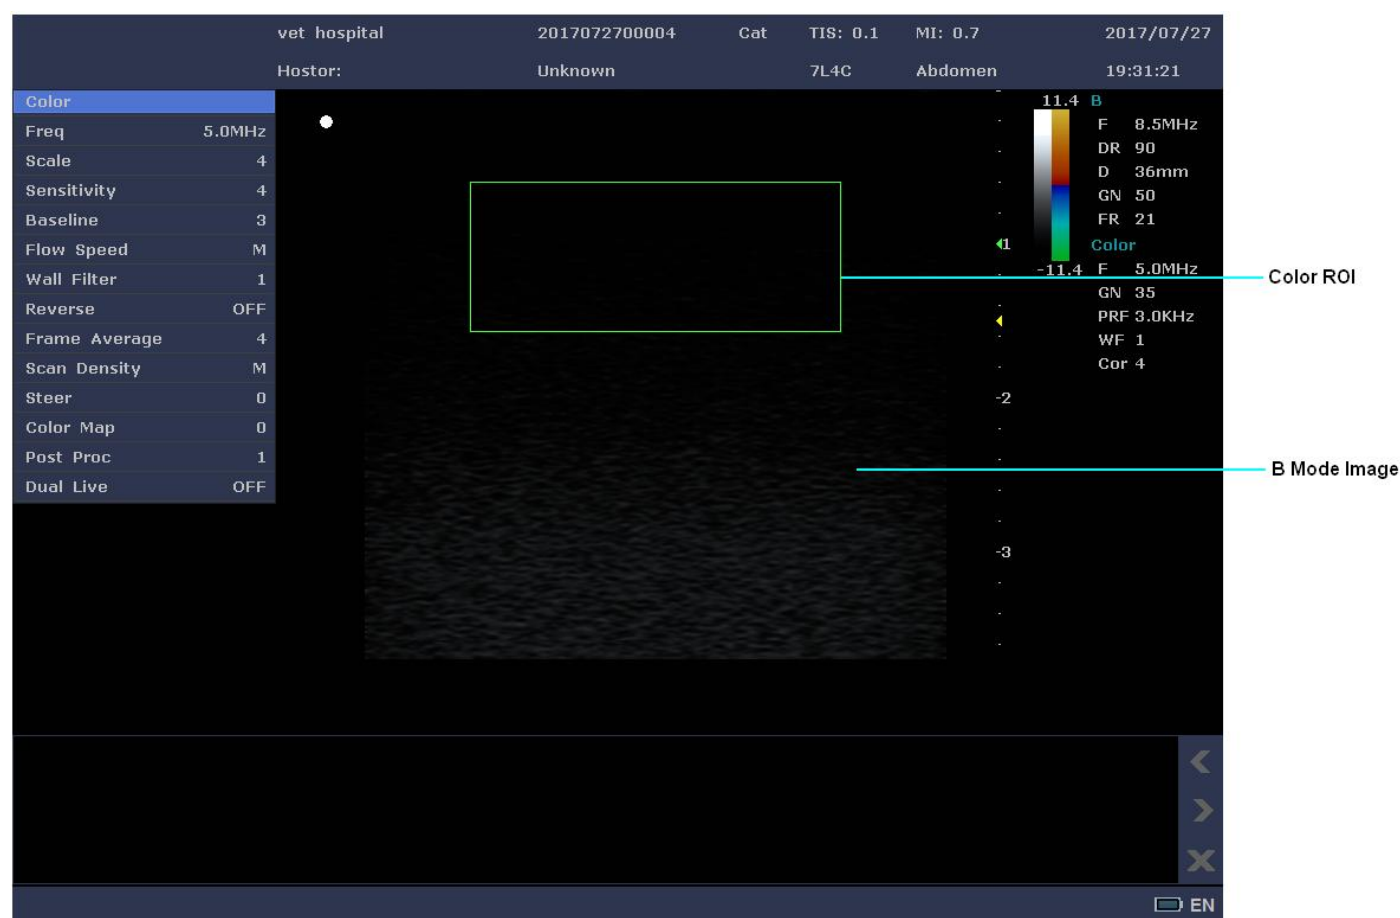 vet hospital 2017072700004 Cat TIS: 0.1 MI: 0.7 2017/07/27
Hostor: Unknown 7L4C Abdomen 19:31:21
Color
Freq 5.0MHz
Scale 4
Sensitivity 4
Baseline 3
Flow Speed M
Wall Filter 1
Reverse OFF
Frame Average 4
Scan Density M
Steer 0
Color Map 0
Post Proc 1
Dual Live OFF
1
-2
-3
11.4
-11.4
B
F 8.5MHz
DR 90
D 36mm
GN 50
FR 21
Color
F 5.0MHz
GN 35
PRF 3.0KHz
WF 1
Cor 4
Color ROI
B Mode Image
EN